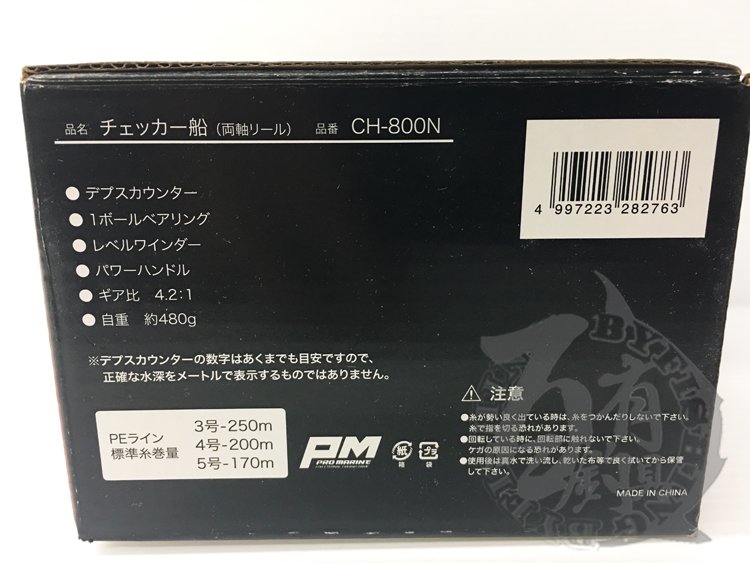 品名 チェッカー船（両軸リール） 品番 CH-800N
4 997223 282763
● デプスカウンター
● 1ボールベアリング
● レベルワインダー
● パワーハンドル
● ギア比 4.2:1
● 自重 約480g
※デプスカウンターの数字はあくまでも目安ですので、
正確な水深をメートルで表示するものではありません。
PEライン
標準糸巻量
3号-250m
4号-200m
5号-170m
PM
PRO MARINE
紙
箱
プラ
袋
⚠ 注意
●糸が勢い良く出ている時は、糸をつかんだりしないで下さい。
糸で指を切る恐れがあります。
●回転している時に、回転部に触れないで下さい。
ケガの原因になる恐れがあります。
●使用後は真水で洗い流し、乾いた布等で良く拭いてから保管
して下さい。
MADE IN CHINA